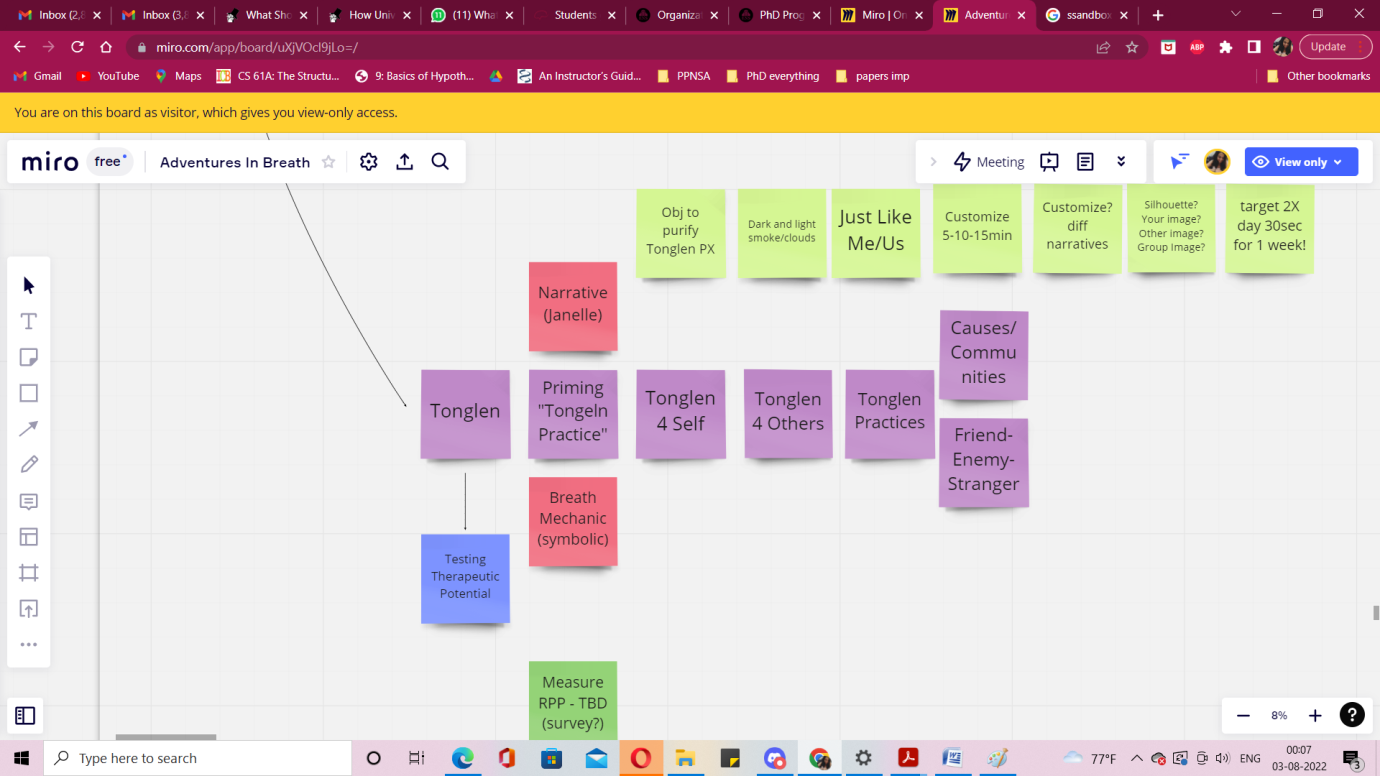 Inbox (2,8
Inbox (3,8
What Sho
How Univ
(11) Wha
Students
Organiza
PhD Prog
Miro | On
Adventur
ssandbox
miro.com/app/board/uXjVOcl9jLo=/
ABP
Update
Gmail
YouTube
Maps
CS 61A: The Structu...
9: Basics of Hypoth...
An Instructor's Guid...
PPNSA
PhD everything
papers imp
Other bookmarks
You are on this board as visitor, which gives you view-only access.
miro
free
Adventures In Breath
Meeting
View only
Obj to
purify
Tonglen PX
Dark and light
smoke/clouds
Just Like
Me/Us
Customize
5-10-15min
Customize?
diff
narratives
Silhouette?
Your image?
Other image?
Group Image?
target 2X
day 30sec
for 1 week!
Narrative
(Janelle)
Causes/
Commu
nities
Tonglen
Priming
"Tongeln
Practice"
Tonglen
4 Self
Tonglen
4 Others
Tonglen
Practices
Friend-
Enemy-
Stranger
Breath
Mechanic
(symbolic)
Testing
Therapeutic
Potential
Measure
RPP - TBD
(survey?)
8%
Type here to search
77°F
ENG
00:07
03-08-2022
3